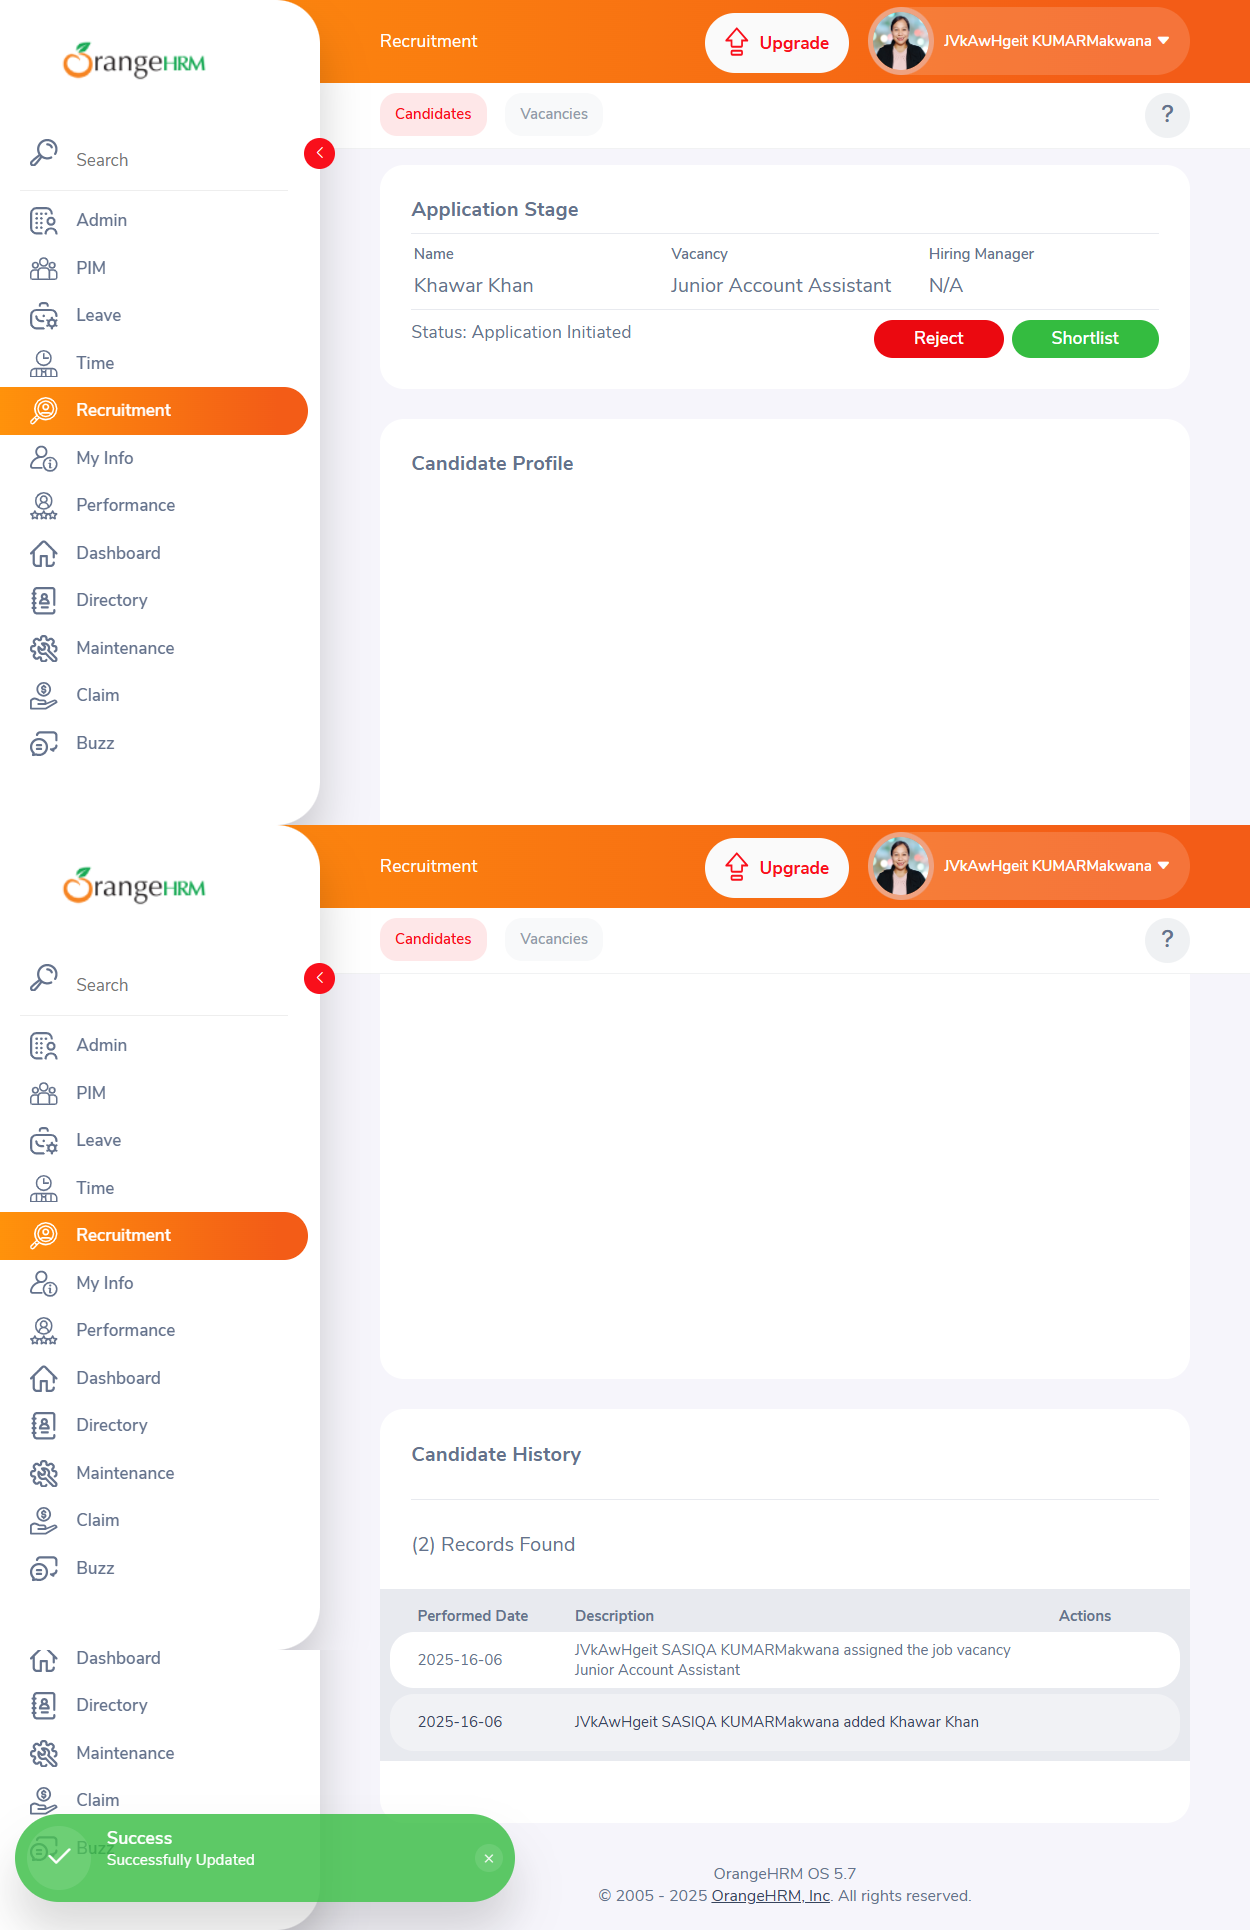 OrangeHRM
Recruitment
Upgrade
JVkAwHgeit KUMARMakwana
Candidates
Vacancies
?
Search
Admin
PIM
Leave
Time
Recruitment
My Info
Performance
Dashboard
Directory
Maintenance
Claim
Buzz
Application Stage
Name
Vacancy
Hiring Manager
Khawar Khan
Junior Account Assistant
N/A
Status: Application Initiated
Reject
Shortlist
Candidate Profile
OrangeHRM
Recruitment
Upgrade
JVkAwHgeit KUMARMakwana
Candidates
Vacancies
?
Search
Admin
PIM
Leave
Time
Recruitment
My Info
Performance
Dashboard
Directory
Maintenance
Claim
Buzz
Candidate History
(2) Records Found
Performed Date
Description
Actions
2025-16-06
JVkAwHgeit SASIQA KUMARMakwana assigned the job vacancy
Junior Account Assistant
2025-16-06
JVkAwHgeit SASIQA KUMARMakwana added Khawar Khan
Dashboard
Directory
Maintenance
Claim
Buzz
Success
Successfully Updated
OrangeHRM OS 5.7
© 2005 - 2025 OrangeHRM, Inc. All rights reserved.